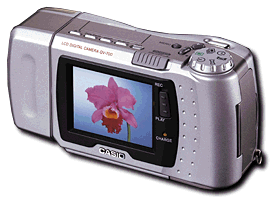 LCD DIGITAL CAMERA QV-700
REC
PLAY
CHARGE
CASIO